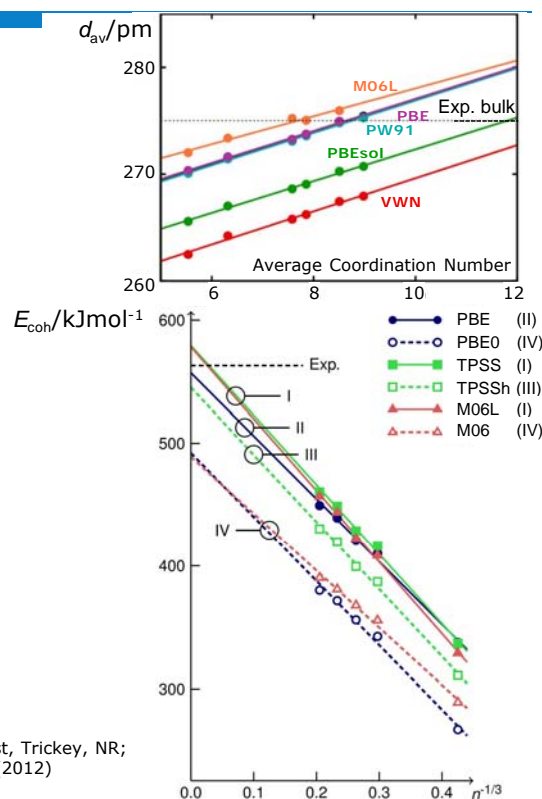 d_av/pm
280
M06L
Exp. bulk
PBE
PW91
270
PBEsol
VWN
Average Coordination Number
260
6 8 10 12
E_coh/kJmol⁻¹
600
PBE (II)
PBE0 (IV)
TPSS (I)
TPSSh (III)
M06L (I)
M06 (IV)
Exp.
I
II
III
IV
500
400
300
0.0 0.1 0.2 0.3 0.4 n⁻¹/³
st, Trickey, NR;
2012)